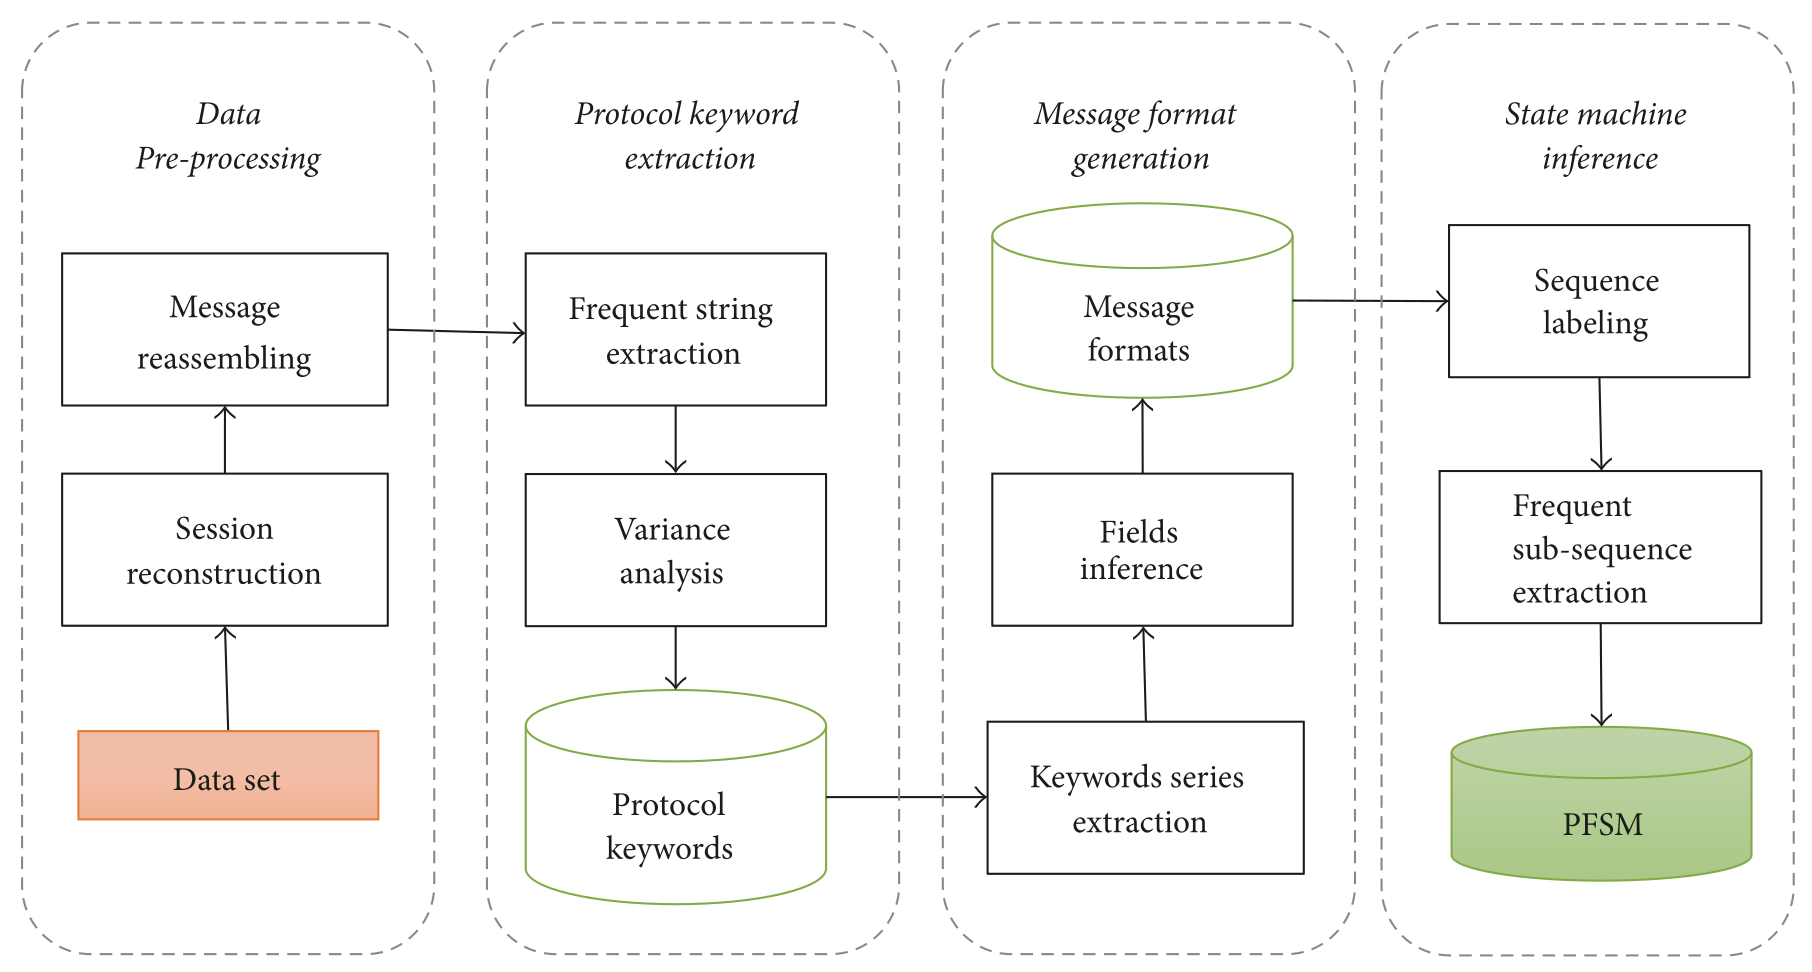 Data
Pre-processing
Message
reassembling
Session
reconstruction
Data set
Protocol keyword
extraction
Frequent string
extraction
Variance
analysis
Protocol
keywords
Message format
generation
Message
formats
Fields
inference
Keywords series
extraction
State machine
inference
Sequence
labeling
Frequent
sub-sequence
extraction
PFSM